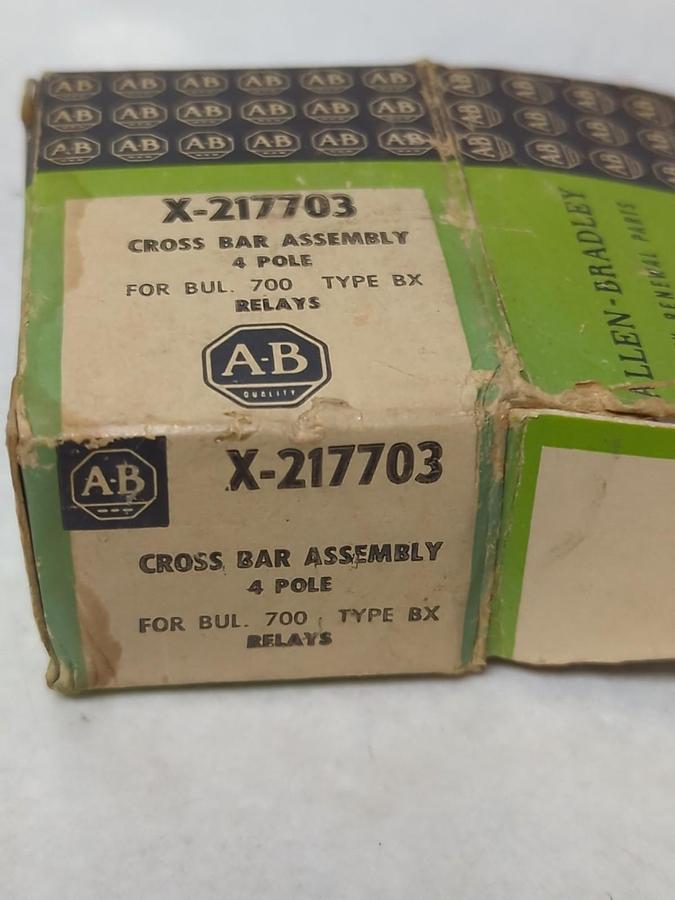 A-B A-B A-B A-B A-B A-B A-B A-B A-B A-B
A-B A-B A-B A-B A-B A-B A-B A-B A-B A-B
A-B A-B A-B A-B A-B A-B A-B A-B A-B A-B
X-217703
CROSS BAR ASSEMBLY
4 POLE
FOR BUL. 700 TYPE BX
RELAYS
A-B
QUALITY
ALLEN-BRADLEY
RENEWAL PARTS
A-B
X-217703
CROSS BAR ASSEMBLY
4 POLE
FOR BUL. 700 TYPE BX
RELAYS